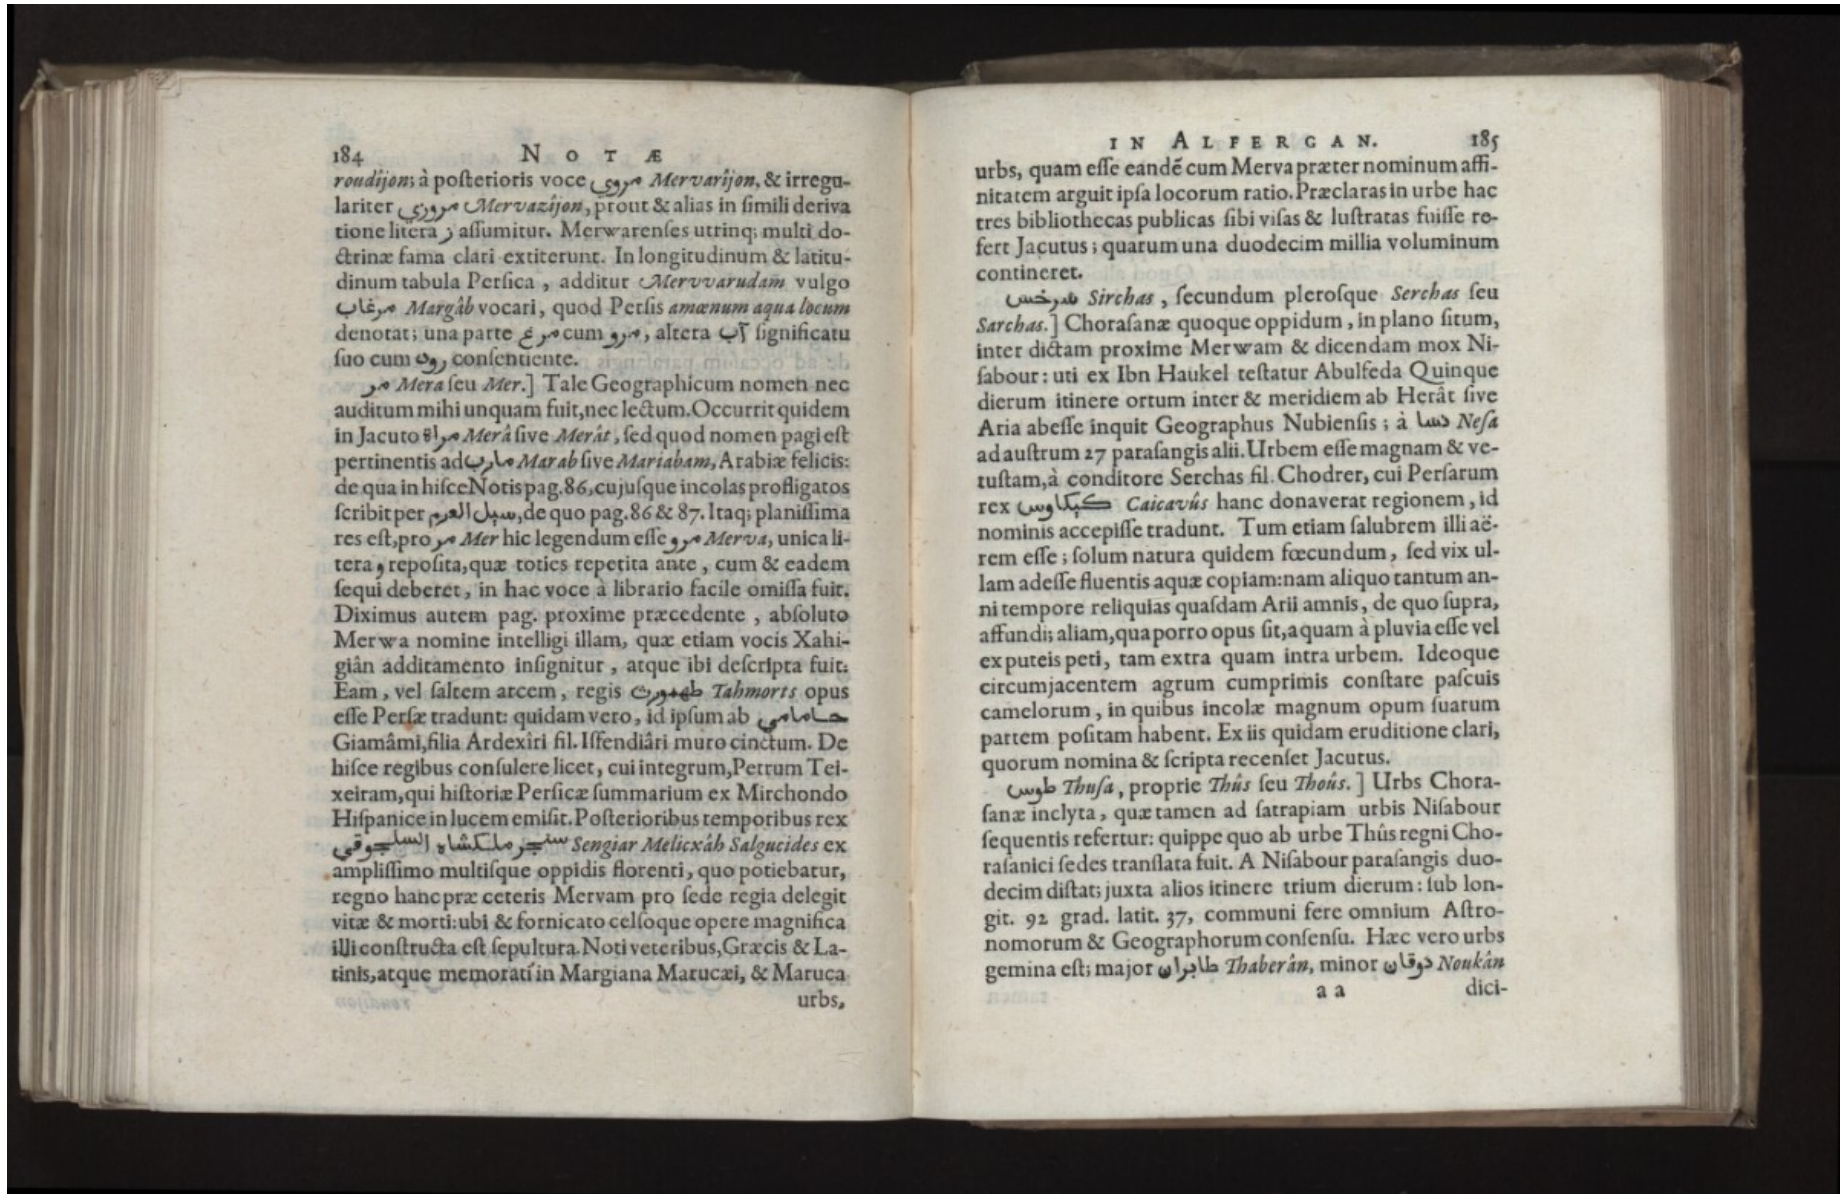 184 NOTÆ
roudîjon; à poſterioris voce مروي Mervarîjon, & irregu-
lariter مروزي Mervazîjon, prout & alias in ſimili deriva
tione litera ز aſſumitur. Merwarenſes utrinq; multi do-
ctrinæ fama clari extiterunt. In longitudinum & latitu-
dinum tabula Perſica, additur Mervvarudam vulgo
مرغاب Margâb vocari, quod Perſis amœnum aqua locum
denotat; una parte مرغ cum مرو, altera آب ſignificatu
ſuo cum رود conſentiente.
مر Mera ſeu Mer.] Tale Geographicum nomen nec
auditum mihi unquam fuit, nec lectum. Occurrit quidem
in Jacuto مراة Merâ ſive Merât, ſed quod nomen pagi eſt
pertinentis ad مارب Marab ſive Mariabam, Arabiæ felicis:
de qua in hiſce Notis pag. 86, cujuſque incolas profligatos
ſcribit per سيل العرم, de quo pag. 86 & 87. Itaq; planiſſima
res eſt, pro مر Mer hic legendum eſſe مرو Merva, unica li-
tera و repoſita, quæ toties repetita ante, cum & eadem
ſequi deberet, in hac voce à librario facile omiſſa fuit.
Diximus autem pag. proxime præcedente, abſoluto
Merwa nomine intelligi illam, quæ etiam vocis Xahi-
giân additamento inſignitur, atque ibi deſcripta fuit.
Eam, vel ſaltem arcem, regis طهمورث Tahmorts opus
eſſe Perſæ tradunt: quidam vero, id ipſum ab حمامامي
Giamâmi, filia Ardexîri fil. Iſfendiâri muro cinctum. De
hiſce regibus conſulere licet, cui integrum, Petrum Tei-
xeiram, qui hiſtoriæ Perſicæ ſummarium ex Mirchondo
Hiſpanice in lucem emiſit. Poſterioribus temporibus rex
سنجر ملكشاه السلجوقي Sengiar Melicxâh Salgucides ex
ampliſſimo multiſque oppidis florenti, quo potiebatur,
regno hanc præ ceteris Mervam pro ſede regia delegit
vitæ & morti: ubi & fornicato celſoque opere magnifica
illi conſtructa eſt ſepultura. Noti veteribus, Græcis & La-
tinis, atque memorati in Margiana Marucæi, & Maruca
urbs,
IN ALFERGAN. 185
urbs, quam eſſe eandē cum Merva præter nominum affi-
nitatem arguit ipſa locorum ratio. Præclaras in urbe hac
tres bibliothecas publicas ſibi viſas & luſtratas fuiſſe re-
fert Jacutus; quarum una duodecim millia voluminum
contineret.
سرخس Sirchas, ſecundum pleroſque Serchas ſeu
Sarchas.] Choraſanæ quoque oppidum, in plano ſitum,
inter dictam proxime Merwam & dicendam mox Ni-
ſabour: uti ex Ibn Haukel teſtatur Abulfeda Quinque
dierum itinere ortum inter & meridiem ab Herât ſive
Aria abeſſe inquit Geographus Nubienſis; à نسا Neſa
ad auſtrum 27 paraſangis alii. Urbem eſſe magnam & ve-
tuſtam, à conditore Serchas fil. Chodrer, cui Perſarum
rex كيكاوس Caicavûs hanc donaverat regionem, id
nominis accepiſſe tradunt. Tum etiam ſalubrem illi aë-
rem eſſe; ſolum natura quidem fœcundum, ſed vix ul-
lam adeſſe fluentis aquæ copiam: nam aliquo tantum an-
ni tempore reliquias quaſdam Arii amnis, de quo ſupra,
affundi; aliam, qua porro opus ſit, aquam à pluvia eſſe vel
ex puteis peti, tam extra quam intra urbem. Ideoque
circumjacentem agrum cumprimis conſtare paſcuis
camelorum, in quibus incolæ magnum opum ſuarum
partem poſitam habent. Ex iis quidam eruditione clari,
quorum nomina & ſcripta recenſet Jacutus.
طوس Thuſa, proprie Thûs ſeu Thoûs.] Urbs Chora-
ſanæ inclyta, quæ tamen ad ſatrapiam urbis Niſabour
ſequentis refertur: quippe quo ab urbe Thûs regni Cho-
raſanici ſedes tranſlata fuit. A Niſabour paraſangis duo-
decim diſtat; juxta alios itinere trium dierum: ſub lon-
git. 92 grad. latit. 37, communi fere omnium Aſtro-
nomorum & Geographorum conſenſu. Hæc vero urbs
gemina eſt; major طابران Thaberân, minor نوقان Noukân
aa dici-